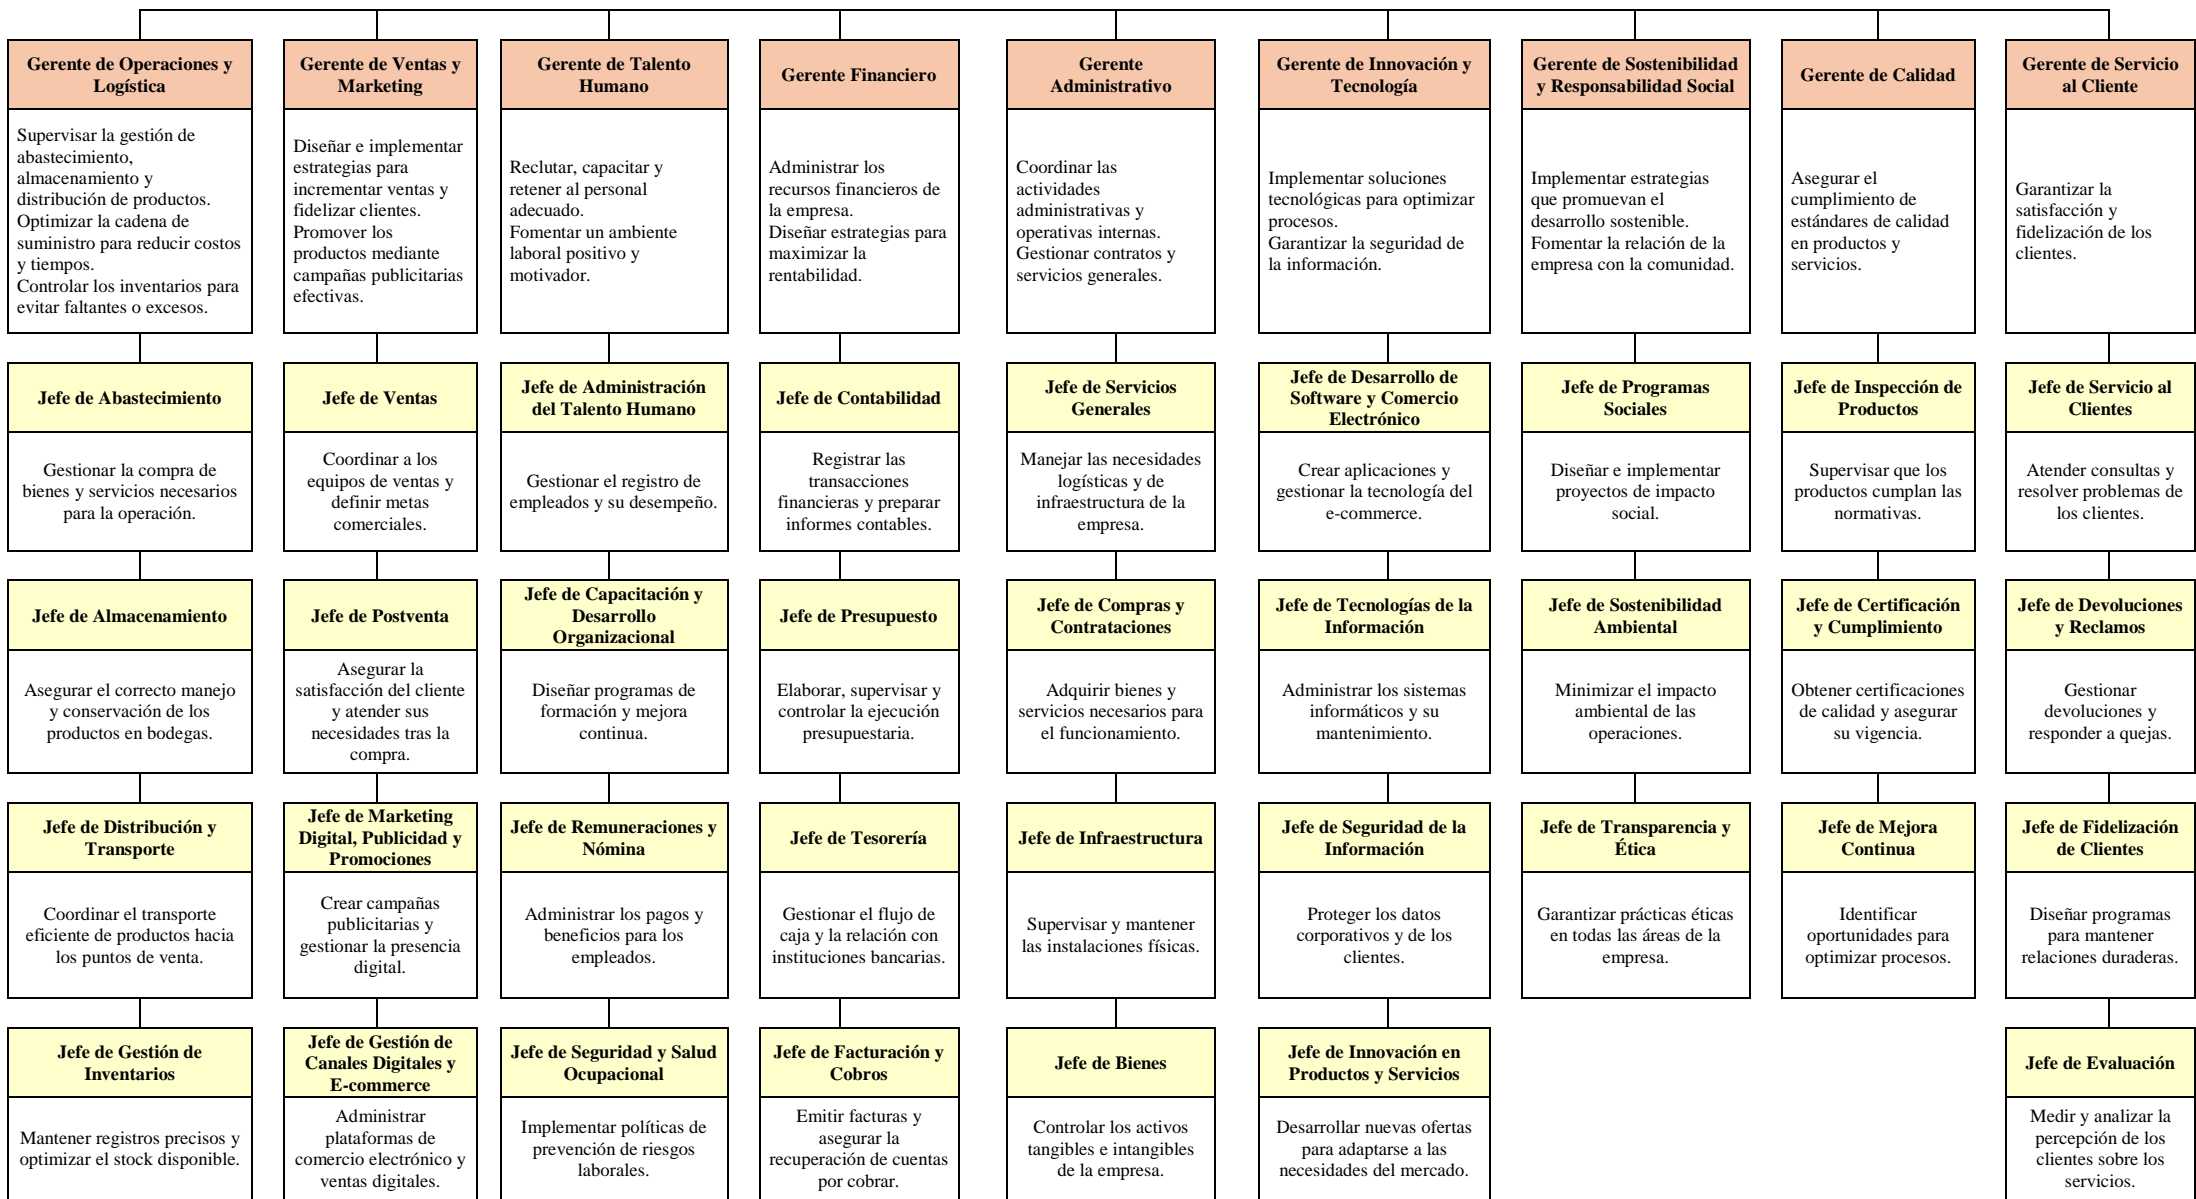 Gerente de Operaciones y
Logística
Supervisar la gestión de
abastecimiento,
almacenamiento y
distribución de productos.
Optimizar la cadena de
suministro para reducir costos
y tiempos.
Controlar los inventarios para
evitar faltantes o excesos.
Jefe de Abastecimiento
Gestionar la compra de
bienes y servicios necesarios
para la operación.
Jefe de Almacenamiento
Asegurar el correcto manejo
y conservación de los
productos en bodegas.
Jefe de Distribución y
Transporte
Coordinar el transporte
eficiente de productos hacia
los puntos de venta.
Jefe de Gestión de
Inventarios
Mantener registros precisos y
optimizar el stock disponible.
Gerente de Ventas y
Marketing
Diseñar e implementar
estrategias para
incrementar ventas y
fidelizar clientes.
Promover los
productos mediante
campañas publicitarias
efectivas.
Jefe de Ventas
Coordinar a los
equipos de ventas y
definir metas
comerciales.
Jefe de Postventa
Asegurar la
satisfacción del cliente
y atender sus
necesidades tras la
compra.
Jefe de Marketing
Digital, Publicidad y
Promociones
Crear campañas
publicitarias y
gestionar la presencia
digital.
Jefe de Gestión de
Canales Digitales y
E-commerce
Administrar
plataformas de
comercio electrónico y
ventas digitales.
Gerente de Talento
Humano
Reclutar, capacitar y
retener al personal
adecuado.
Fomentar un ambiente
laboral positivo y
motivador.
Jefe de Administración
del Talento Humano
Gestionar el registro de
empleados y su desempeño.
Jefe de Capacitación y
Desarrollo
Organizacional
Diseñar programas de
formación y mejora
continua.
Jefe de Remuneraciones y
Nómina
Administrar los pagos y
beneficios para los
empleados.
Jefe de Seguridad y Salud
Ocupacional
Implementar políticas de
prevención de riesgos
laborales.
Gerente Financiero
Administrar los
recursos financieros de
la empresa.
Diseñar estrategias para
maximizar la
rentabilidad.
Jefe de Contabilidad
Registrar las
transacciones
financieras y preparar
informes contables.
Jefe de Presupuesto
Elaborar, supervisar y
controlar la ejecución
presupuestaria.
Jefe de Tesorería
Gestionar el flujo de
caja y la relación con
instituciones bancarias.
Jefe de Facturación y
Cobros
Emitir facturas y
asegurar la
recuperación de cuentas
por cobrar.
Gerente
Administrativo
Coordinar las
actividades
administrativas y
operativas internas.
Gestionar contratos y
servicios generales.
Jefe de Servicios
Generales
Manejar las necesidades
logísticas y de
infraestructura de la
empresa.
Jefe de Compras y
Contrataciones
Adquirir bienes y
servicios necesarios para
el funcionamiento.
Jefe de Infraestructura
Supervisar y mantener
las instalaciones físicas.
Jefe de Bienes
Controlar los activos
tangibles e intangibles
de la empresa.
Gerente de Innovación y
Tecnología
Implementar soluciones
tecnológicas para optimizar
procesos.
Garantizar la seguridad de
la información.
Jefe de Desarrollo de
Software y Comercio
Electrónico
Crear aplicaciones y
gestionar la tecnología del
e-commerce.
Jefe de Tecnologías de la
Información
Administrar los sistemas
informáticos y su
mantenimiento.
Jefe de Seguridad de la
Información
Proteger los datos
corporativos y de los
clientes.
Jefe de Innovación en
Productos y Servicios
Desarrollar nuevas ofertas
para adaptarse a las
necesidades del mercado.
Gerente de Sostenibilidad
y Responsabilidad Social
Implementar estrategias
que promuevan el
desarrollo sostenible.
Fomentar la relación de la
empresa con la comunidad.
Jefe de Programas
Sociales
Diseñar e implementar
proyectos de impacto
social.
Jefe de Sostenibilidad
Ambiental
Minimizar el impacto
ambiental de las
operaciones.
Jefe de Transparencia y
Ética
Garantizar prácticas éticas
en todas las áreas de la
empresa.
Gerente de Calidad
Asegurar el
cumplimiento de
estándares de calidad
en productos y
servicios.
Jefe de Inspección de
Productos
Supervisar que los
productos cumplan las
normativas.
Jefe de Certificación
y Cumplimiento
Obtener certificaciones
de calidad y asegurar
su vigencia.
Jefe de Mejora
Continua
Identificar
oportunidades para
optimizar procesos.
Gerente de Servicio
al Cliente
Garantizar la
satisfacción y
fidelización de los
clientes.
Jefe de Servicio al
Clientes
Atender consultas y
resolver problemas de
los clientes.
Jefe de Devoluciones
y Reclamos
Gestionar
devoluciones y
responder a quejas.
Jefe de Fidelización
de Clientes
Diseñar programas
para mantener
relaciones duraderas.
Jefe de Evaluación
Medir y analizar la
percepción de los
clientes sobre los
servicios.